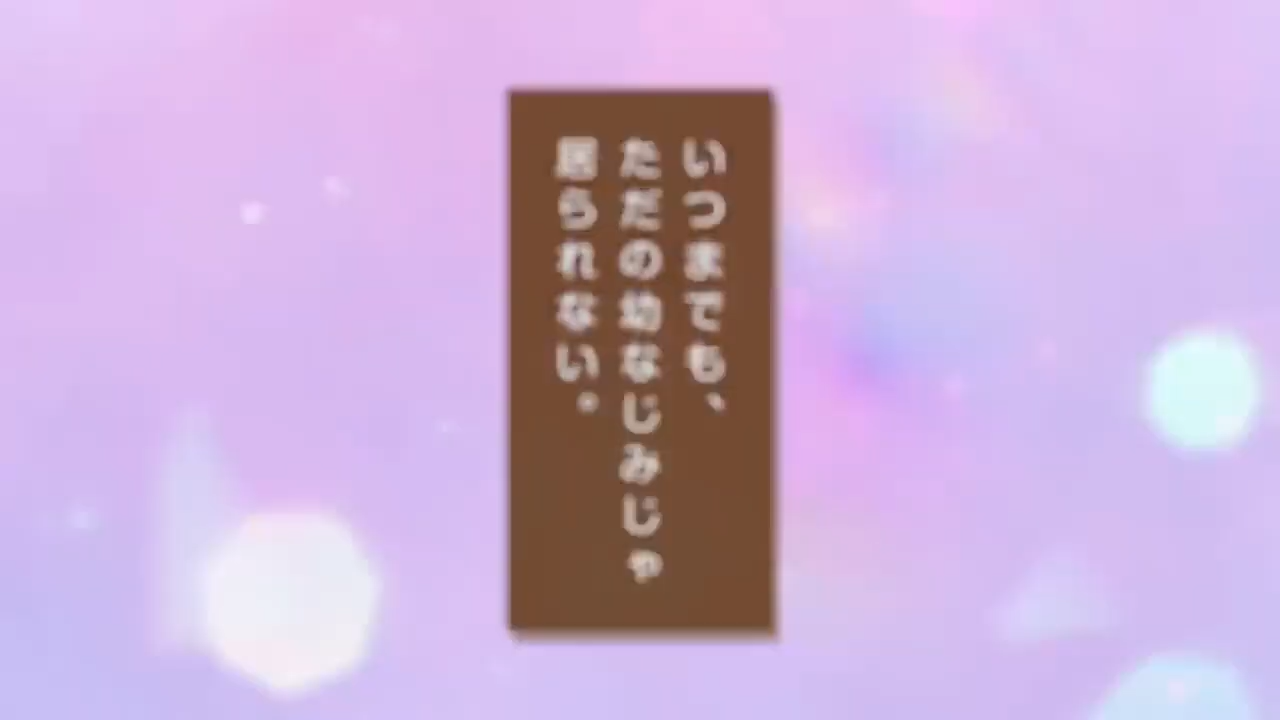 いつまでも、
ただの幼なじみじゃ
居られない。